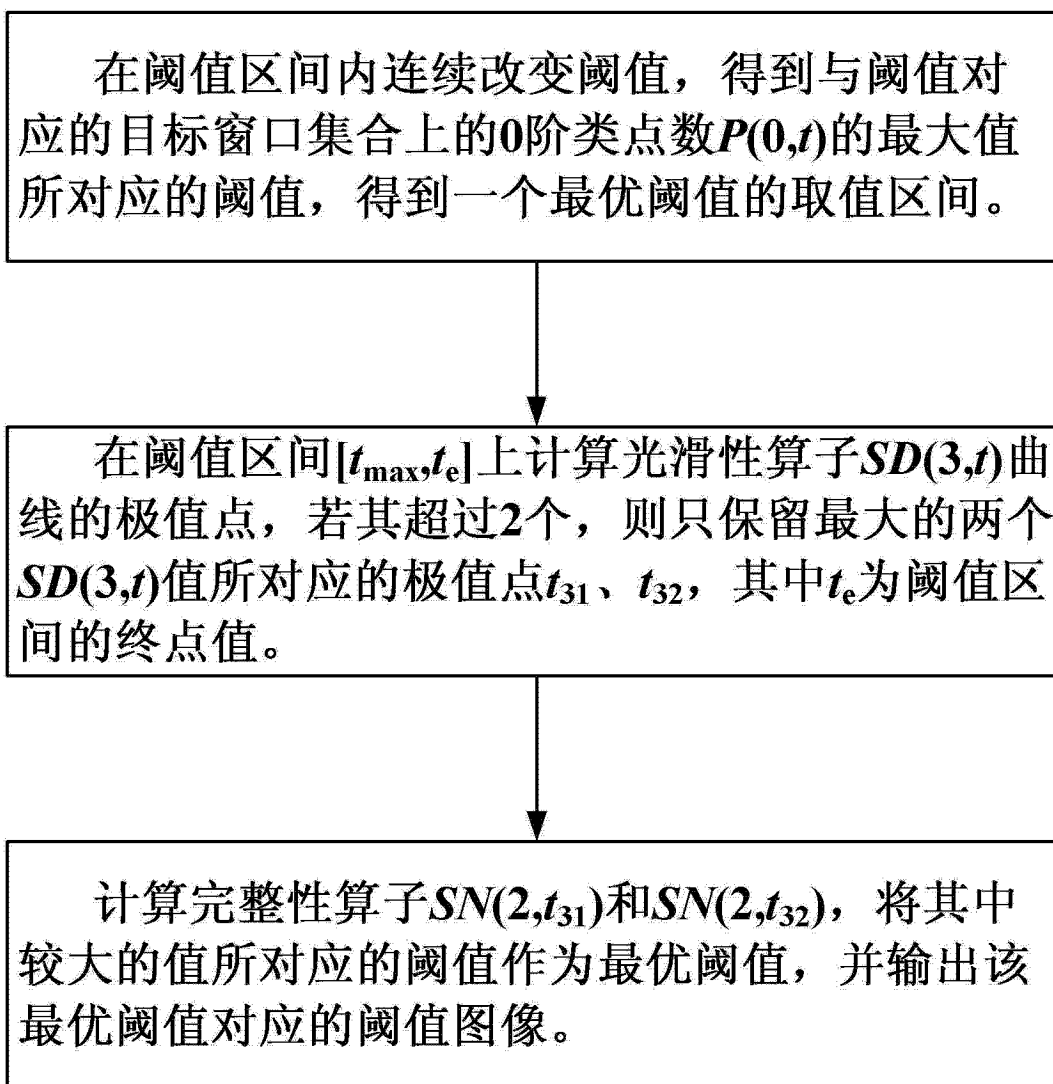 在阈值区间内连续改变阈值，得到与阈值对
应的目标窗口集合上的0阶类点数P(0,t)的最大值
所对应的阈值，得到一个最优阈值的取值区间。
在阈值区间[tmax,te]上计算光滑性算子SD(3,t)曲
线的极值点，若其超过2个，则只保留最大的两个
SD(3,t)值所对应的极值点t31、t32，其中te为阈值区
间的终点值。
计算完整性算子SN(2,t31)和SN(2,t32)，将其中
较大的值所对应的阈值作为最优阈值，并输出该
最优阈值对应的阈值图像。